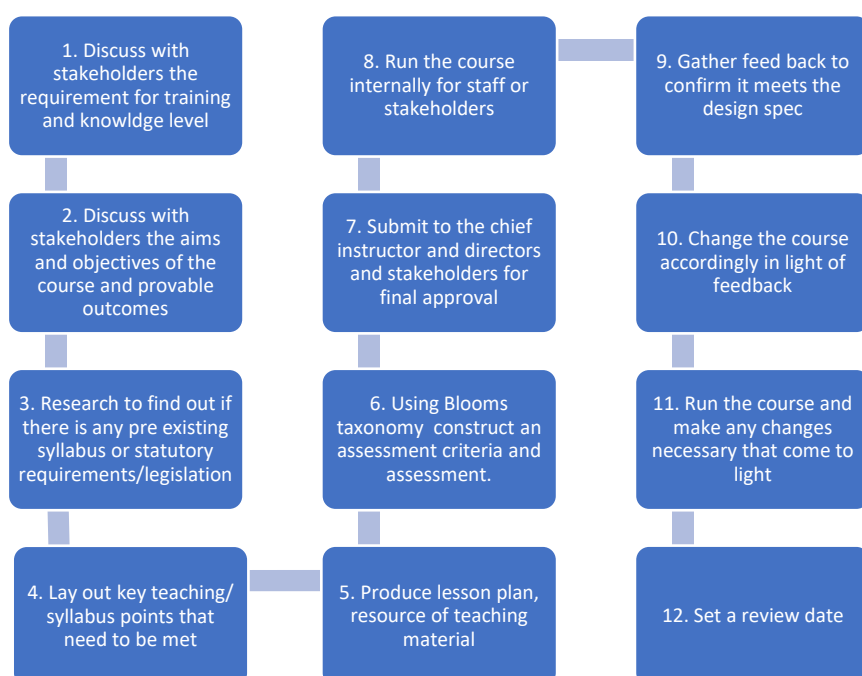 1. Discuss with
stakeholders the
requirement for training
and knowldge level
2. Discuss with
stakeholders the aims
and objectives of the
course and provable
outcomes
3. Research to find out if
there is any pre existing
syllabus or statutory
requirements/legislation
4. Lay out key teaching/
syllabus points that
need to be met
5. Produce lesson plan,
resource of teaching
material
6. Using Blooms
taxonomy construct an
assessment criteria and
assessment.
7. Submit to the chief
instructor and directors
and stakeholders for
final approval
8. Run the course
internally for staff or
stakeholders
9. Gather feed back to
confirm it meets the
design spec
10. Change the course
accordingly in light of
feedback
11. Run the course and
make any changes
necessary that come to
light
12. Set a review date